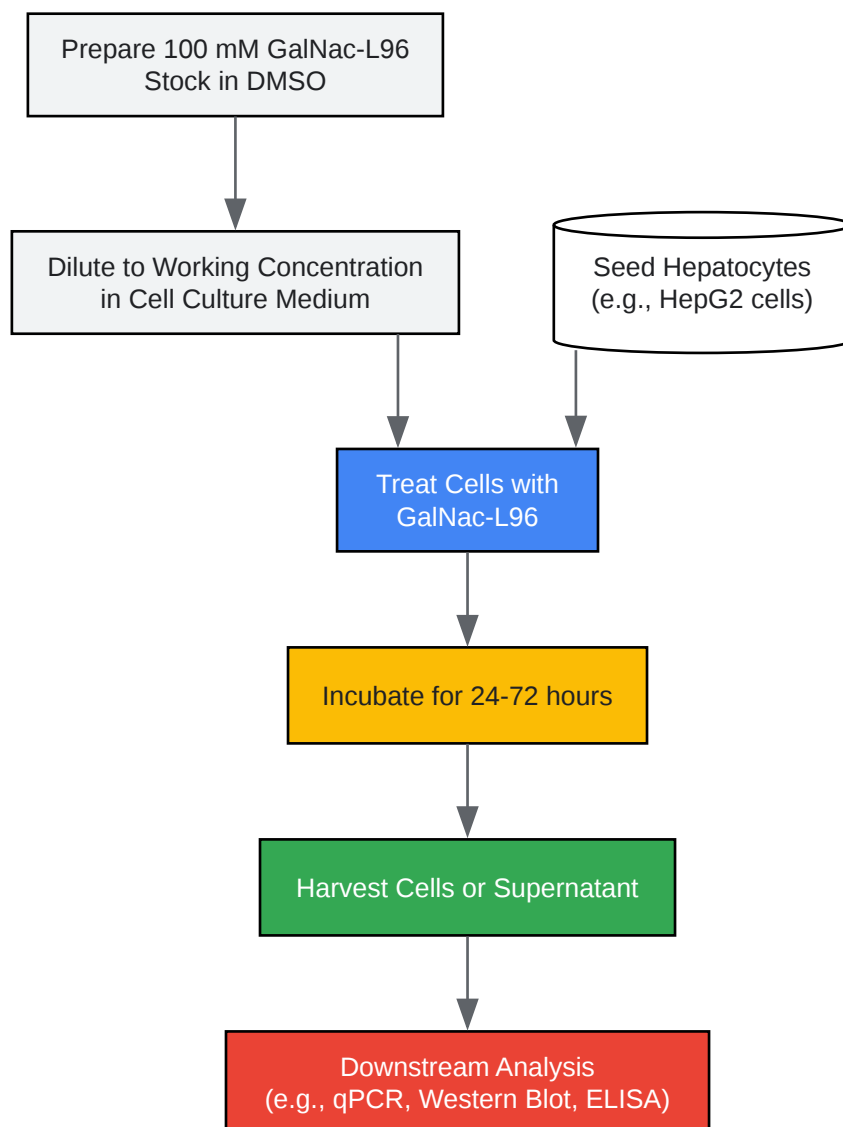 Prepare 100 mM GalNac-L96
Stock in DMSO
Dilute to Working Concentration
in Cell Culture Medium
Seed Hepatocytes
(e.g., HepG2 cells)
Treat Cells with
GalNac-L96
Incubate for 24-72 hours
Harvest Cells or Supernatant
Downstream Analysis
(e.g., qPCR, Western Blot, ELISA)